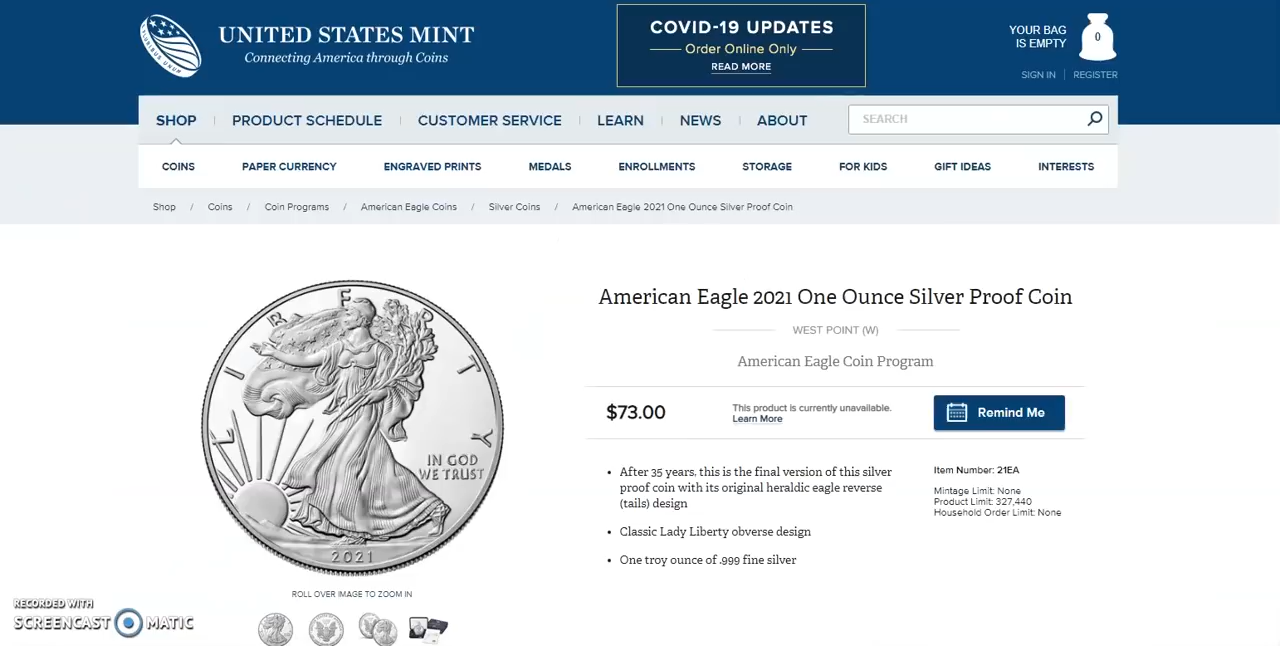 UNITED STATES MINT
Connecting America through Coins
COVID-19 UPDATES
Order Online Only
READ MORE
YOUR BAG
IS EMPTY
0
SIGN IN | REGISTER
SHOP | PRODUCT SCHEDULE | CUSTOMER SERVICE | LEARN | NEWS | ABOUT
SEARCH
COINS PAPER CURRENCY ENGRAVED PRINTS MEDALS ENROLLMENTS STORAGE FOR KIDS GIFT IDEAS INTERESTS
Shop / Coins / Coin Programs / American Eagle Coins / Silver Coins / American Eagle 2021 One Ounce Silver Proof Coin
LIBERTY
IN GOD
WE TRUST
2021
ROLL OVER IMAGE TO ZOOM IN
American Eagle 2021 One Ounce Silver Proof Coin
WEST POINT (W)
American Eagle Coin Program
$73.00
This product is currently unavailable.
Learn More
Remind Me
• After 35 years, this is the final version of this silver
proof coin with its original heraldic eagle reverse
(tails) design
• Classic Lady Liberty obverse design
• One troy ounce of .999 fine silver
Item Number: 21EA
Mintage Limit: None
Product Limit: 327,440
Household Order Limit: None
RECORDED WITH
SCREENCAST MATIC